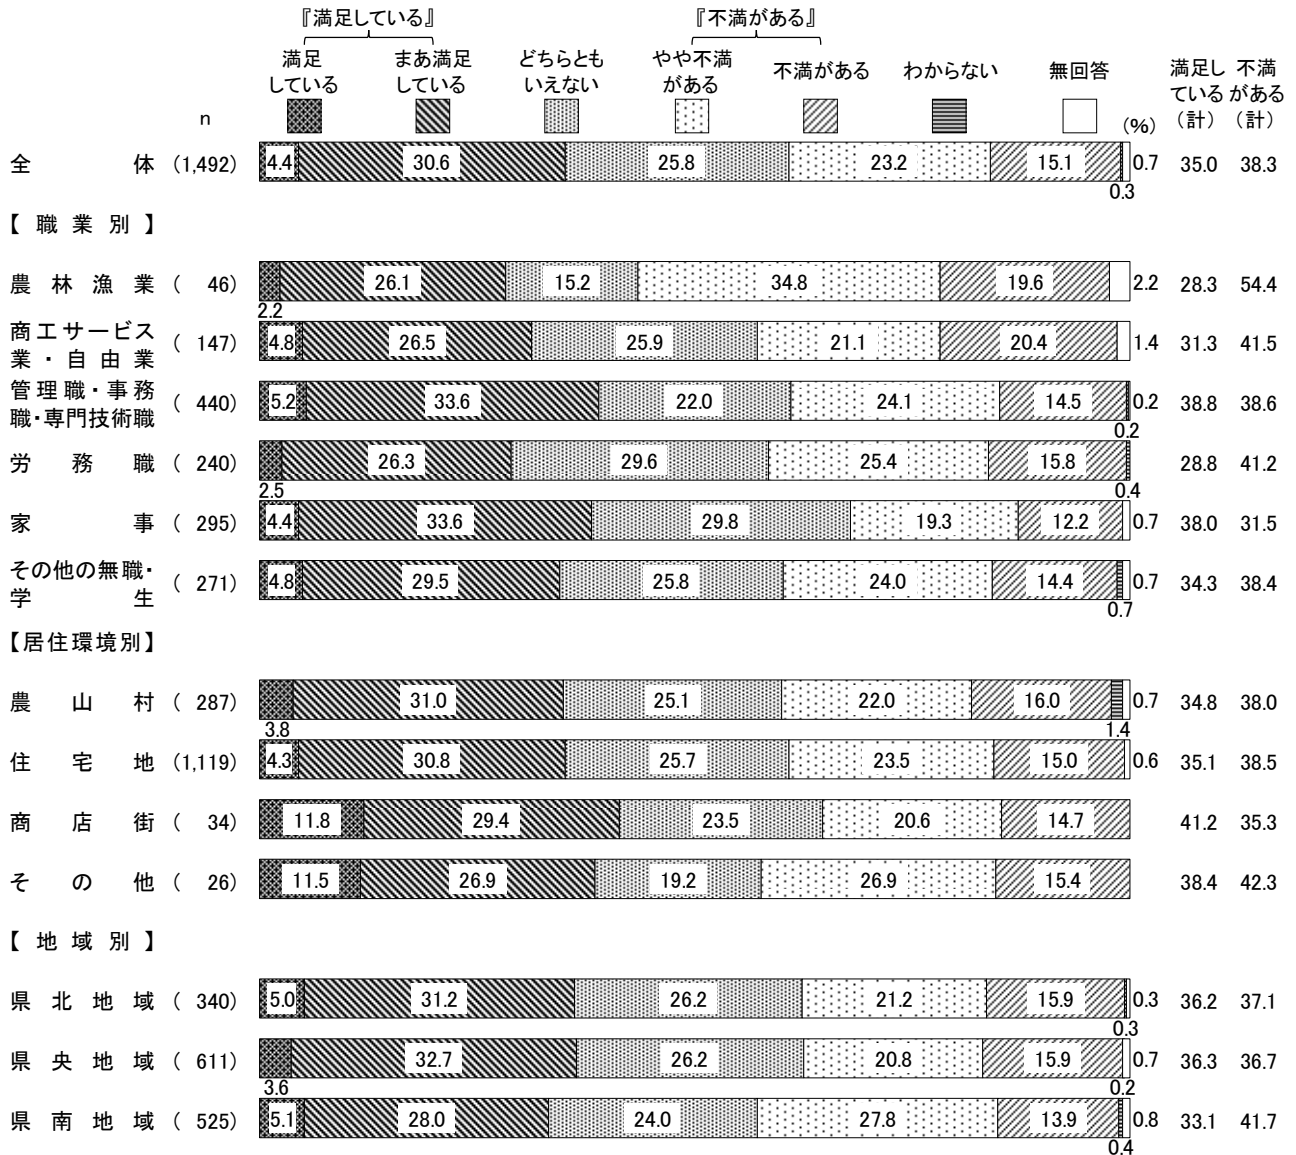 『満足している』 『不満がある』
満足 まあ満足 どちらとも やや不満 不満がある わからない 無回答 満足し 不満
している している いえない がある ている がある
n (%) （計） （計）
全体 (1,492) 4.4 30.6 25.8 23.2 15.1 0.7 35.0 38.3
0.3
【職業別】
農林漁業 ( 46) 26.1 15.2 34.8 19.6 2.2 28.3 54.4
2.2
商工サービス
業・自由業 ( 147) 4.8 26.5 25.9 21.1 20.4 1.4 31.3 41.5
管理職・事務
職・専門技術職 ( 440) 5.2 33.6 22.0 24.1 14.5 0.2 38.8 38.6
0.2
労務職 ( 240) 26.3 29.6 25.4 15.8 28.8 41.2
2.5 0.4
家事 ( 295) 4.4 33.6 29.8 19.3 12.2 0.7 38.0 31.5
その他の無職・
学生 ( 271) 4.8 29.5 25.8 24.0 14.4 0.7 34.3 38.4
0.7
【居住環境別】
農山村 ( 287) 31.0 25.1 22.0 16.0 0.7 34.8 38.0
3.8 1.4
住宅地 (1,119) 4.3 30.8 25.7 23.5 15.0 0.6 35.1 38.5
商店街 ( 34) 11.8 29.4 23.5 20.6 14.7 41.2 35.3
その他 ( 26) 11.5 26.9 19.2 26.9 15.4 38.4 42.3
【地域別】
県北地域 ( 340) 5.0 31.2 26.2 21.2 15.9 0.3 36.2 37.1
0.3
県央地域 ( 611) 32.7 26.2 20.8 15.9 0.7 36.3 36.7
3.6 0.2
県南地域 ( 525) 5.1 28.0 24.0 27.8 13.9 0.8 33.1 41.7
0.4